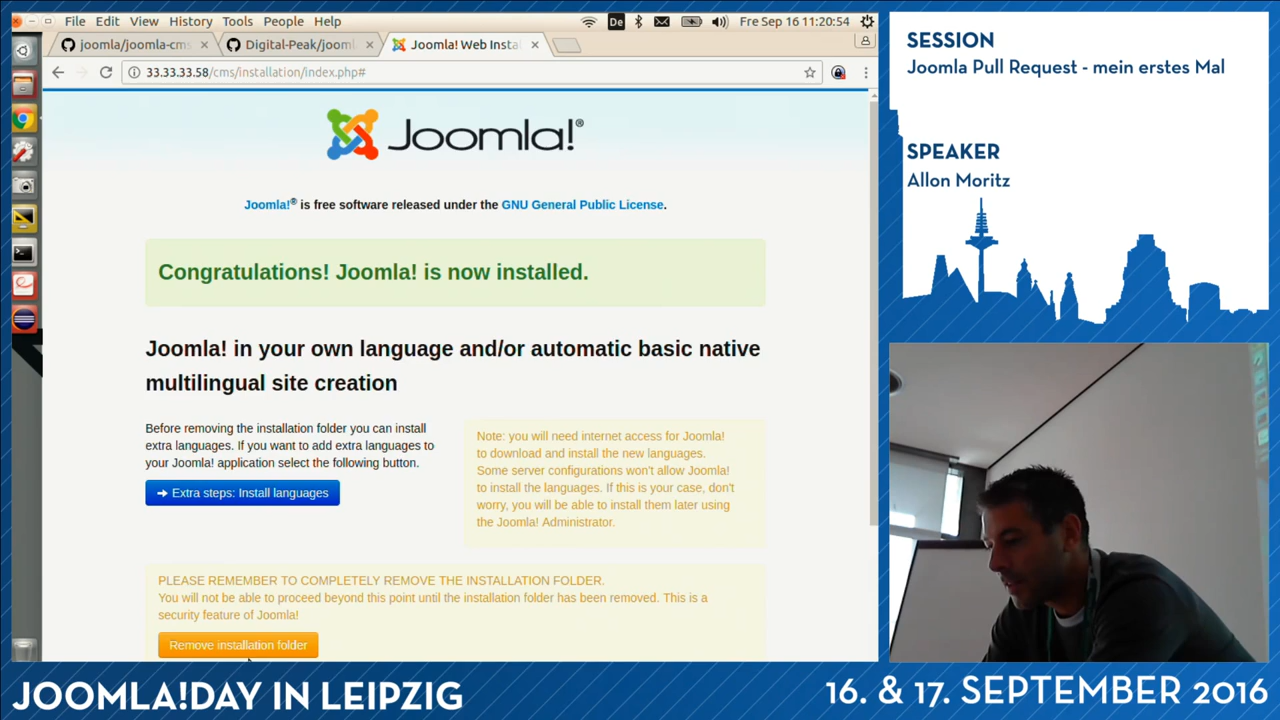 File Edit View History Tools People Help
De
Fri Sep 16 11:20:54
joomla/joomla-cms
Digital-Peak/jooml
Joomla! Web Insta
33.33.33.58/cms/installation/index.php#
Joomla!®
Joomla!® is free software released under the GNU General Public License.
Congratulations! Joomla! is now installed.
Joomla! in your own language and/or automatic basic native
multilingual site creation
Before removing the installation folder you can install
extra languages. If you want to add extra languages to
your Joomla! application select the following button.
Extra steps: Install languages
Note: you will need internet access for Joomla!
to download and install the new languages.
Some server configurations won't allow Joomla!
to install the languages. If this is your case, don't
worry, you will be able to install them later using
the Joomla! Administrator.
PLEASE REMEMBER TO COMPLETELY REMOVE THE INSTALLATION FOLDER.
You will not be able to proceed beyond this point until the installation folder has been removed. This is a
security feature of Joomla!
Remove installation folder
SESSION
Joomla Pull Request - mein erstes Mal
SPEAKER
Allon Moritz
JOOMLA!DAY IN LEIPZIG
16. & 17. SEPTEMBER 2016